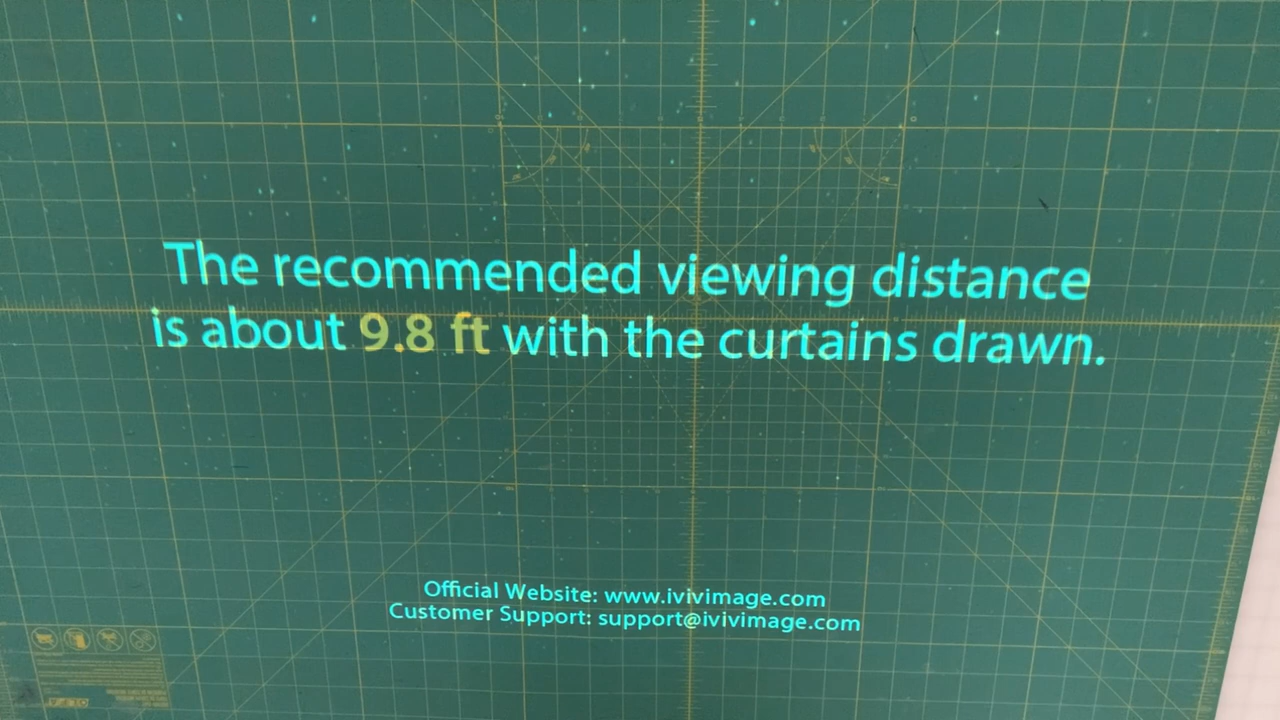 The recommended viewing distance
is about 9.8 ft with the curtains drawn.
Official Website: www.ivivimage.com
Customer Support: support@ivivimage.com